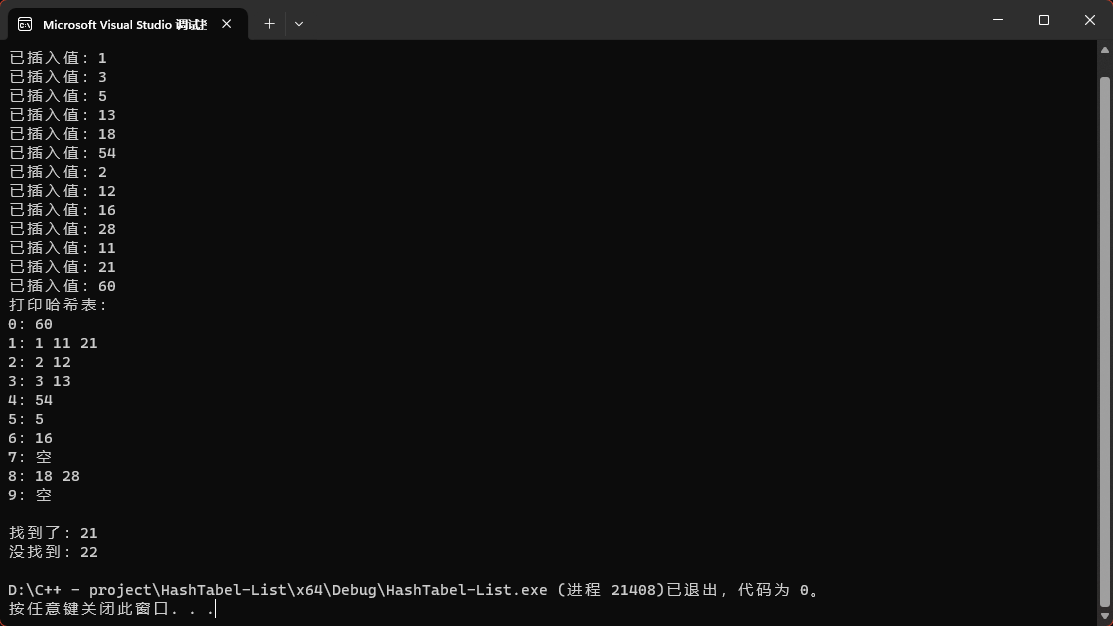 Microsoft Visual Studio 调试控
已插入值: 1
已插入值: 3
已插入值: 5
已插入值: 13
已插入值: 18
已插入值: 54
已插入值: 2
已插入值: 12
已插入值: 16
已插入值: 28
已插入值: 11
已插入值: 21
已插入值: 60
打印哈希表:
0: 60
1: 1 11 21
2: 2 12
3: 3 13
4: 54
5: 5
6: 16
7: 空
8: 18 28
9: 空
找到了: 21
没找到: 22
D:\C++ - project\HashTabel-List\x64\Debug\HashTabel-List.exe (进程 21408)已退出，代码为 0。
按任意键关闭此窗口. . .